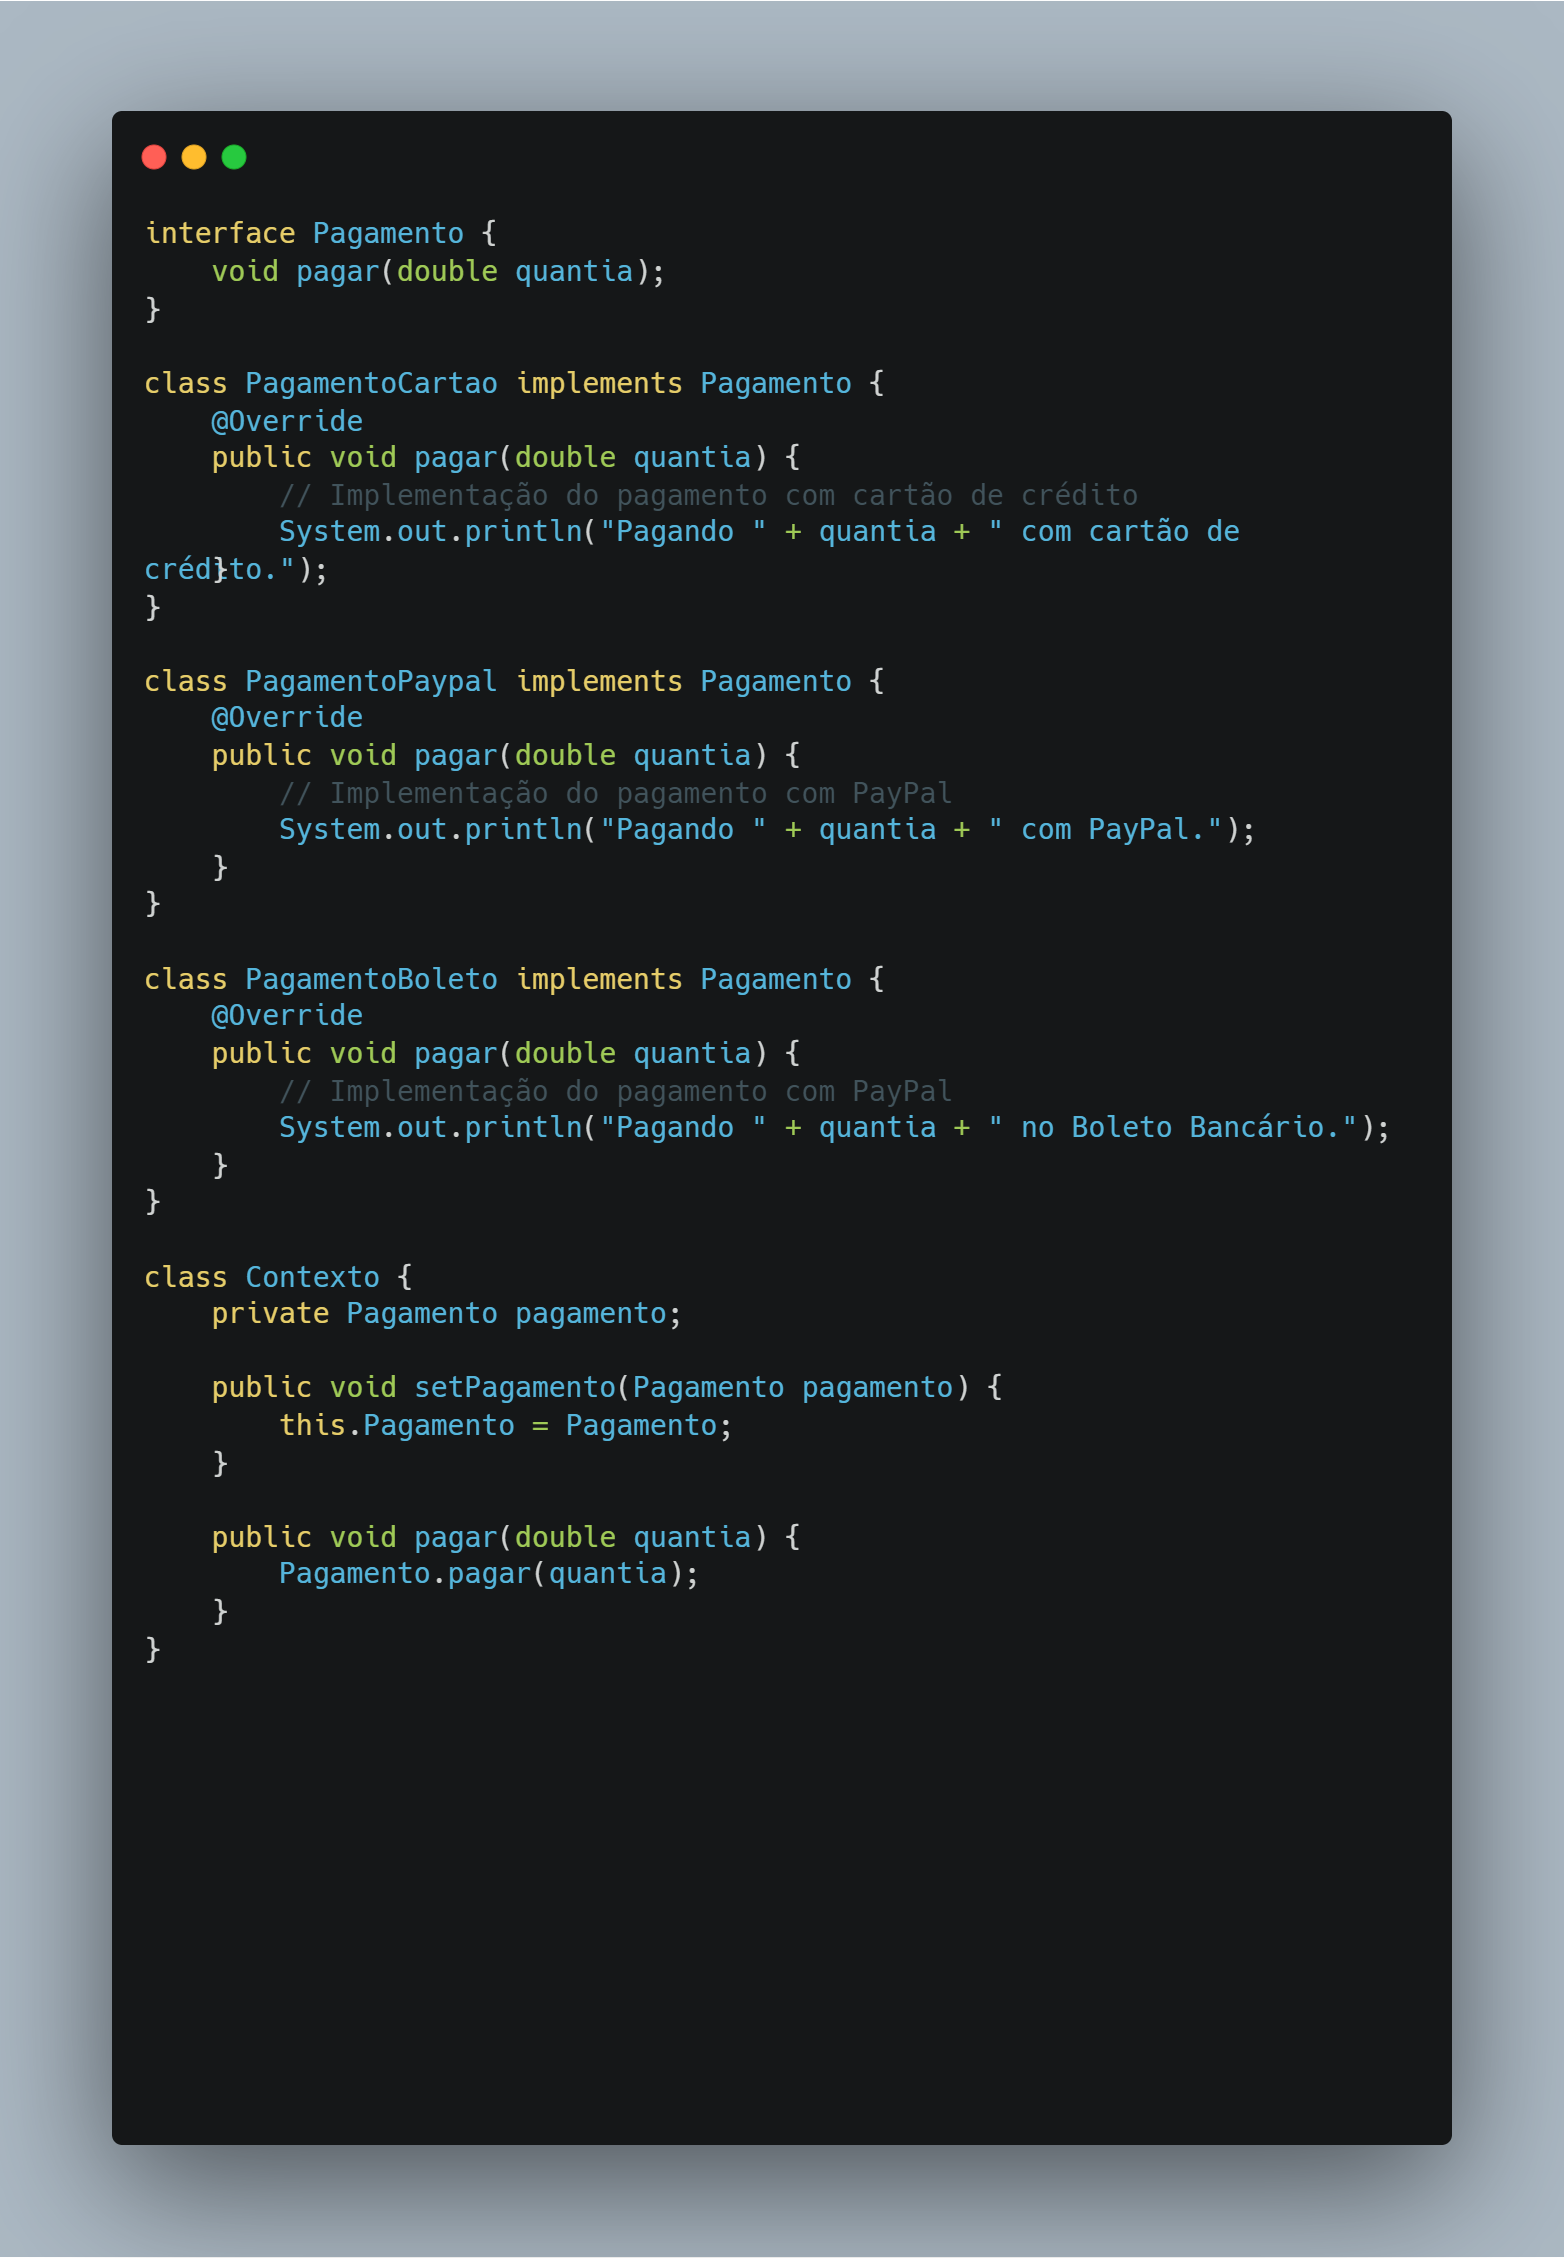 interface Pagamento {
    void pagar(double quantia);
}

class PagamentoCartao implements Pagamento {
    @Override
    public void pagar(double quantia) {
        // Implementação do pagamento com cartão de crédito
        System.out.println("Pagando " + quantia + " com cartão de
crédito.");
    }
}

class PagamentoPaypal implements Pagamento {
    @Override
    public void pagar(double quantia) {
        // Implementação do pagamento com PayPal
        System.out.println("Pagando " + quantia + " com PayPal.");
    }
}

class PagamentoBoleto implements Pagamento {
    @Override
    public void pagar(double quantia) {
        // Implementação do pagamento com PayPal
        System.out.println("Pagando " + quantia + " no Boleto Bancário.");
    }
}

class Contexto {
    private Pagamento pagamento;

    public void setPagamento(Pagamento pagamento) {
        this.Pagamento = Pagamento;
    }

    public void pagar(double quantia) {
        Pagamento.pagar(quantia);
    }
}